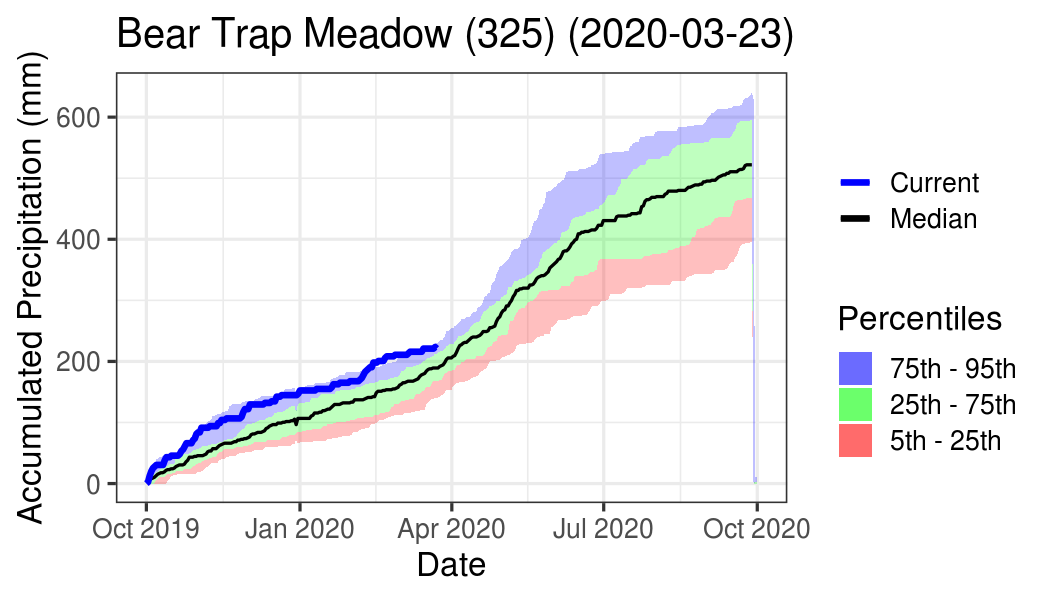 Bear Trap Meadow (325) (2020-03-23)
Accumulated Precipitation (mm)
600
400
200
0
Oct 2019
Jan 2020
Apr 2020
Jul 2020
Oct 2020
Date
Current
Median
Percentiles
75th - 95th
25th - 75th
5th - 25th